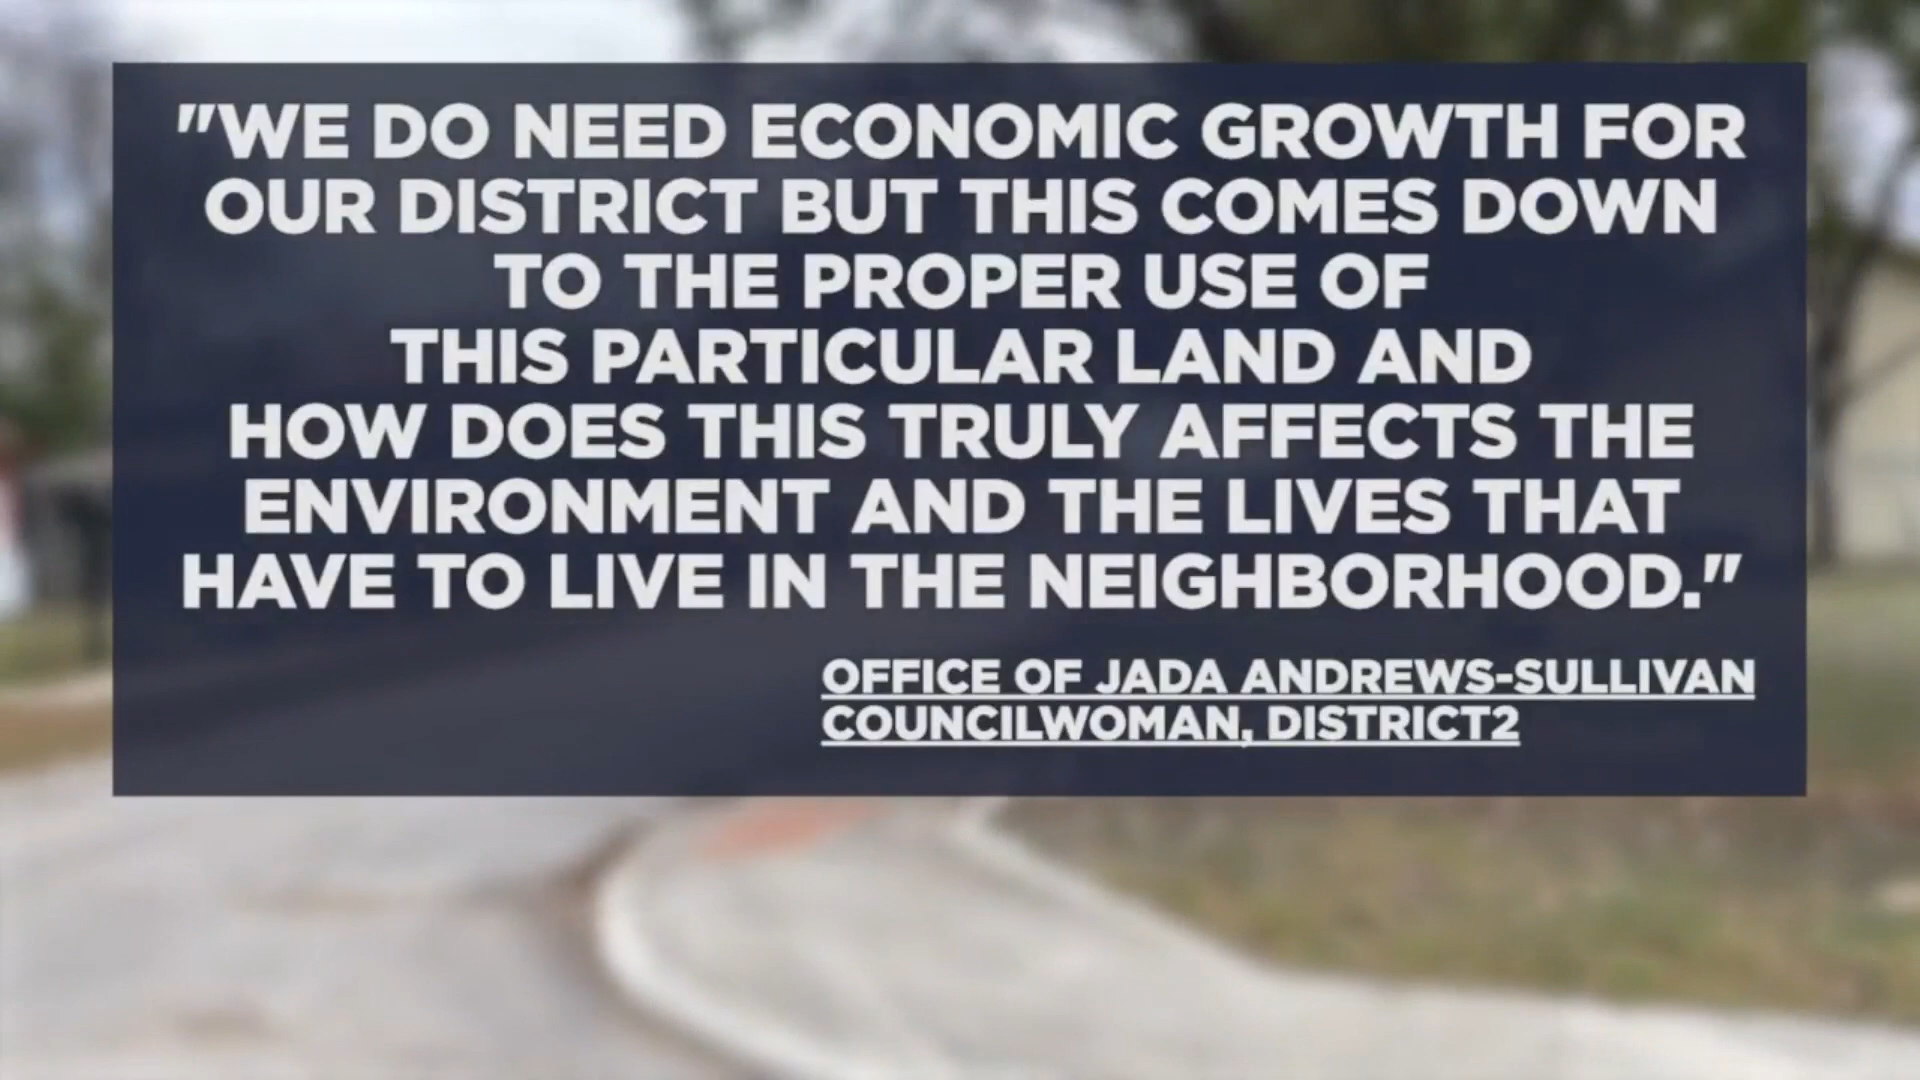 "WE DO NEED ECONOMIC GROWTH FOR
OUR DISTRICT BUT THIS COMES DOWN
TO THE PROPER USE OF
THIS PARTICULAR LAND AND
HOW DOES THIS TRULY AFFECTS THE
ENVIRONMENT AND THE LIVES THAT
HAVE TO LIVE IN THE NEIGHBORHOOD."
OFFICE OF JADA ANDREWS-SULLIVAN
COUNCILWOMAN, DISTRICT2